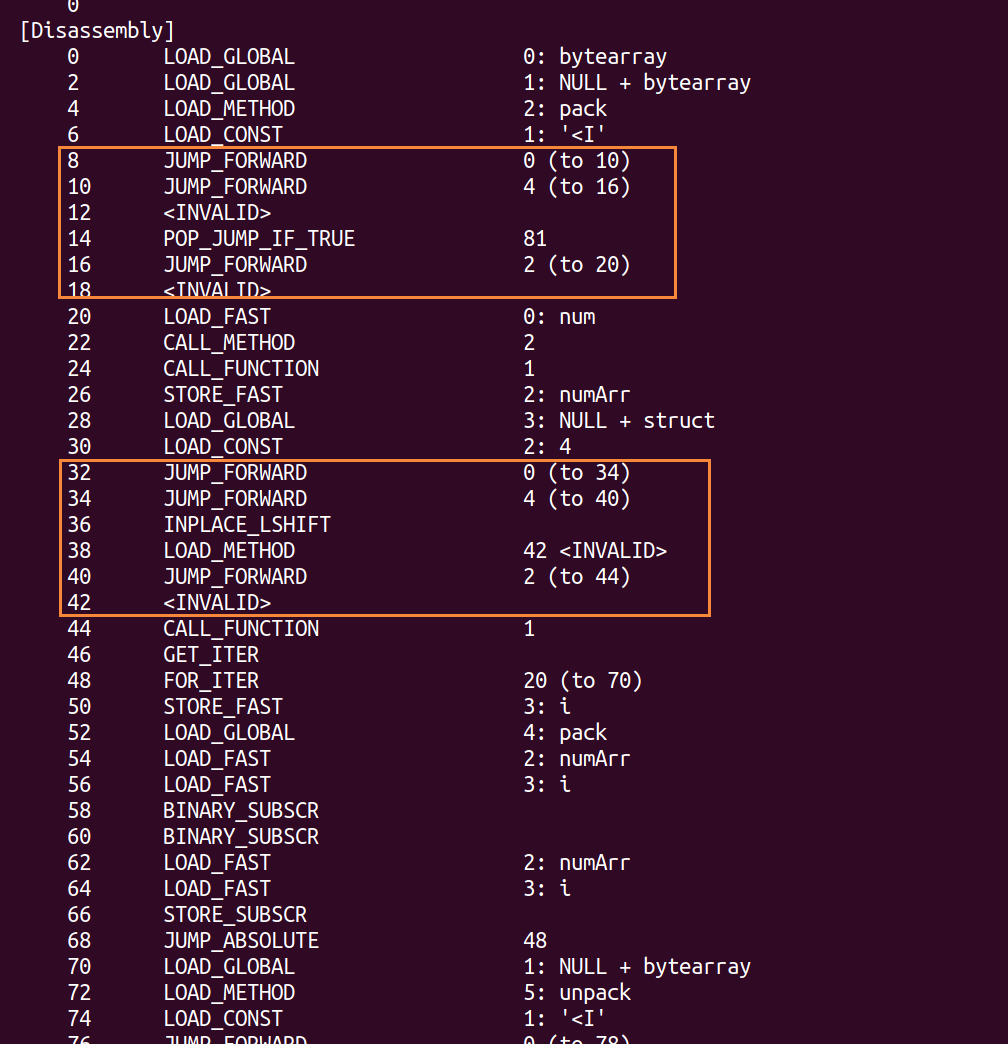 0
[Disassembly]
0 LOAD_GLOBAL 0: bytearray
2 LOAD_GLOBAL 1: NULL + bytearray
4 LOAD_METHOD 2: pack
6 LOAD_CONST 1: '<I'
8 JUMP_FORWARD 0 (to 10)
10 JUMP_FORWARD 4 (to 16)
12 <INVALID>
14 POP_JUMP_IF_TRUE 81
16 JUMP_FORWARD 2 (to 20)
18 <INVALID>
20 LOAD_FAST 0: num
22 CALL_METHOD 2
24 CALL_FUNCTION 1
26 STORE_FAST 2: numArr
28 LOAD_GLOBAL 3: NULL + struct
30 LOAD_CONST 2: 4
32 JUMP_FORWARD 0 (to 34)
34 JUMP_FORWARD 4 (to 40)
36 INPLACE_LSHIFT
38 LOAD_METHOD 42 <INVALID>
40 JUMP_FORWARD 2 (to 44)
42 <INVALID>
44 CALL_FUNCTION 1
46 GET_ITER
48 FOR_ITER 20 (to 70)
50 STORE_FAST 3: i
52 LOAD_GLOBAL 4: pack
54 LOAD_FAST 2: numArr
56 LOAD_FAST 3: i
58 BINARY_SUBSCR
60 BINARY_SUBSCR
62 LOAD_FAST 2: numArr
64 LOAD_FAST 3: i
66 STORE_SUBSCR
68 JUMP_ABSOLUTE 48
70 LOAD_GLOBAL 1: NULL + bytearray
72 LOAD_METHOD 5: unpack
74 LOAD_CONST 1: '<I'
76 JUMP_FORWARD 0 (to 78)